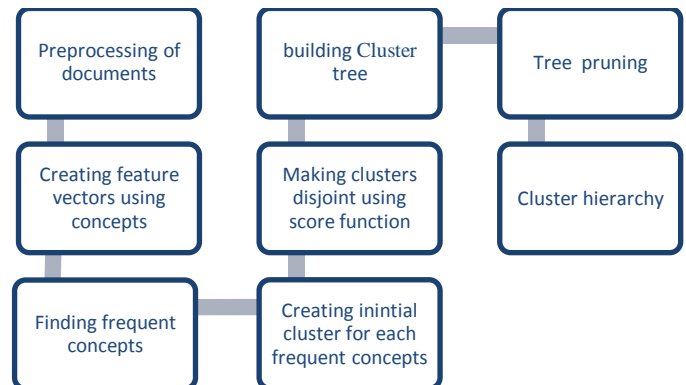 Preprocessing of
documents
Creating feature
vectors using
concepts
Finding frequent
concepts
Creating inintial
cluster for each
frequent concepts
Making clusters
disjoint using
score function
building Cluster
tree
Tree pruning
Cluster hierarchy